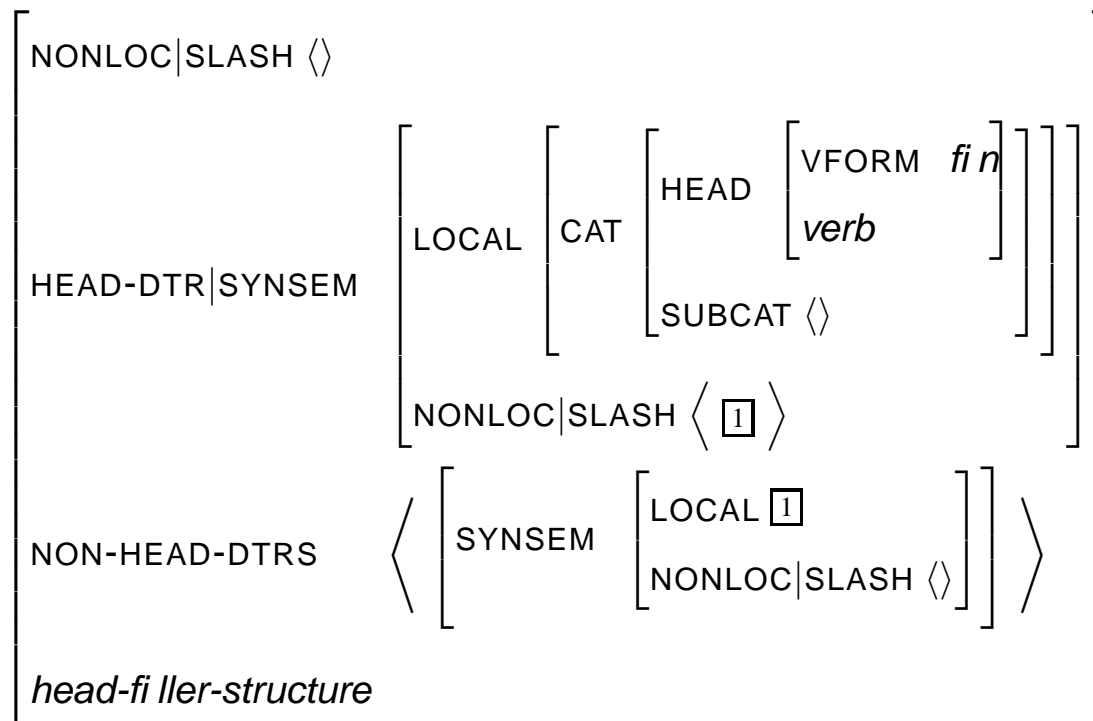 NONLOC|SLASH ⟨⟩
VFORM fin
HEAD
verb
LOCAL CAT
HEAD-DTR|SYNSEM
SUBCAT ⟨⟩
NONLOC|SLASH ⟨ 1 ⟩
LOCAL 1
SYNSEM
NON-HEAD-DTRS ⟨ ⟩
NONLOC|SLASH ⟨⟩
head-filler-structure